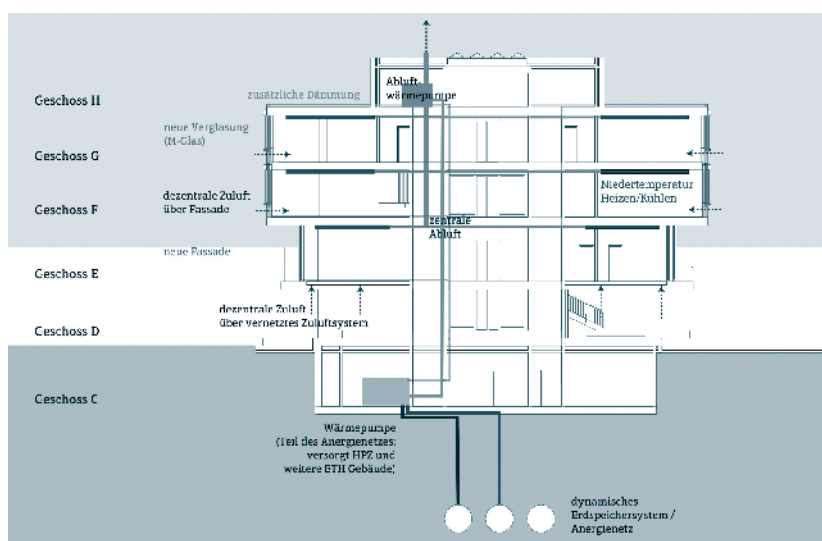 Abluft-
wärmepumpe
Geschoss H
zusätzliche Dämmung
neue Verglasung
(M-Glas)
Geschoss G
dezentrale Zuluft
über Fassade
Niedertemperatur
Heizen/Kühlen
Geschoss F
zentrale
Abluft
neue Fassade
Geschoss E
dezentrale Zuluft
über vernetztes Zuluftsystem
Geschoss D
Geschoss C
Wärmepumpe
(Teil des Anergienetzes:
versorgt HPZ und
weitere ETH Gebäude)
dynamisches
Erdspeichersystem /
Anergienetz